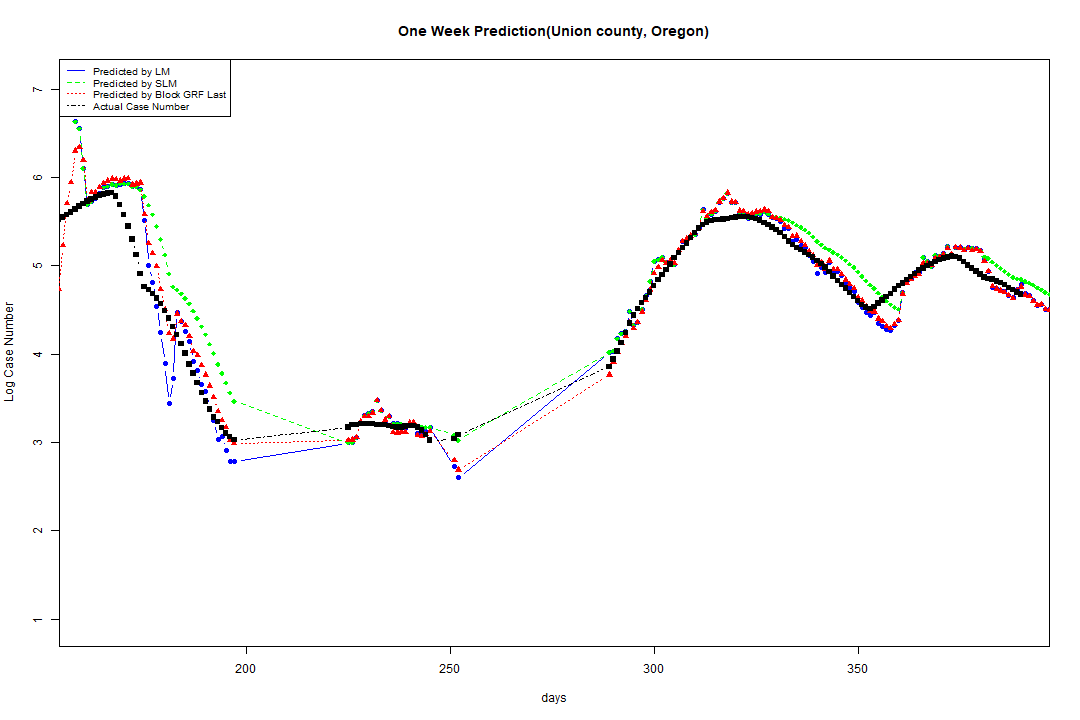 One Week Prediction(Union county, Oregon)
Predicted by LM
Predicted by SLM
Predicted by Block GRF Last
Actual Case Number
7
6
5
4
3
2
1
Log Case Number
200 250 300 350
days